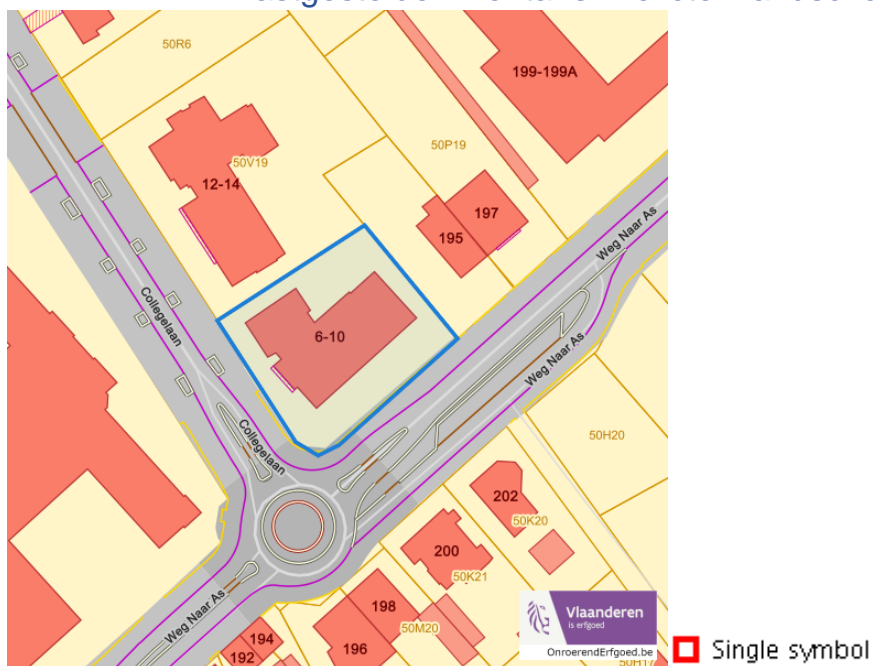 50R6
199-199A
50P19
50V19
12-14
197
195
Weg Naar As
Collegelaan
6-10
Weg Naar As
Collegelaan
50H20
202
50K20
200
50K21
198
50M20
196
194
192
Weg Naar As
Vlaanderen
is erfgoed
OnroerendErfgoed.be
Single symbol